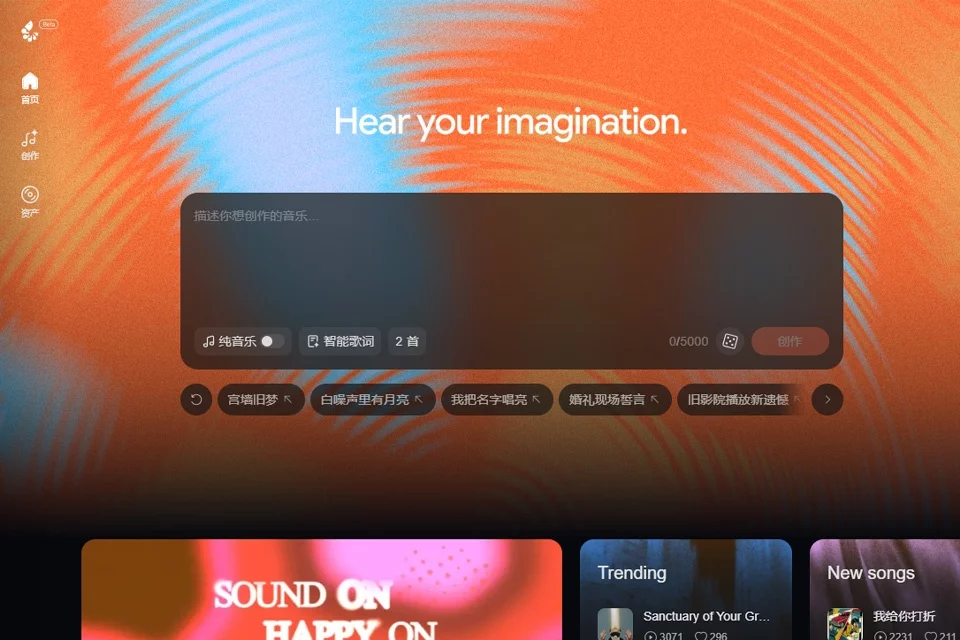 Beta
首页
创作
资产
Hear your imagination.
描述你想创作的音乐...
纯音乐
智能歌词
2 首
0/5000
创作
宫墙旧梦
白噪声里有月亮
我把名字唱亮
婚礼现场誓言
旧影院播放新遗憾
SOUND ON
HAPPY ON
Trending
Sanctuary of Your Gr...
3071 296
New songs
我给你打折
2231 211